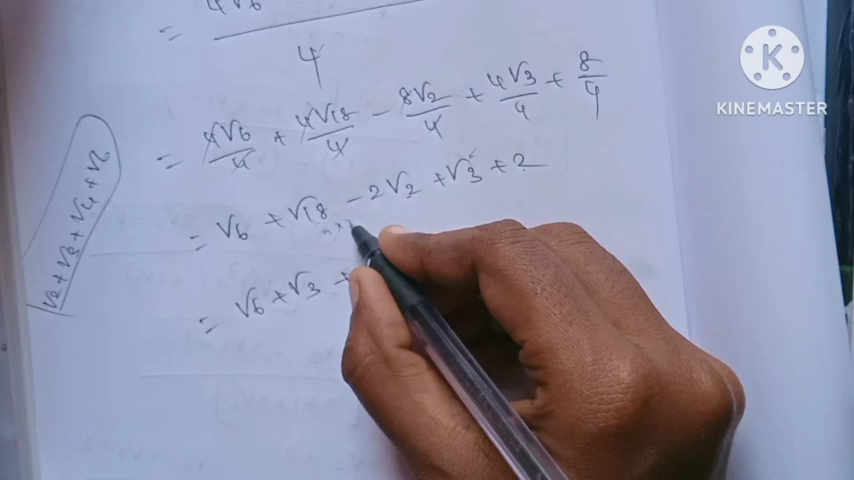 4√6
= 4
= 4√6/4 + 4√18/4 - 8√2/4 + 4√3/4 + 8/4
= √6 + √18 - 2√2 + √3 + 2
= √6 + √3 +
√2 + √3 + √4 + √6
KINEMASTER